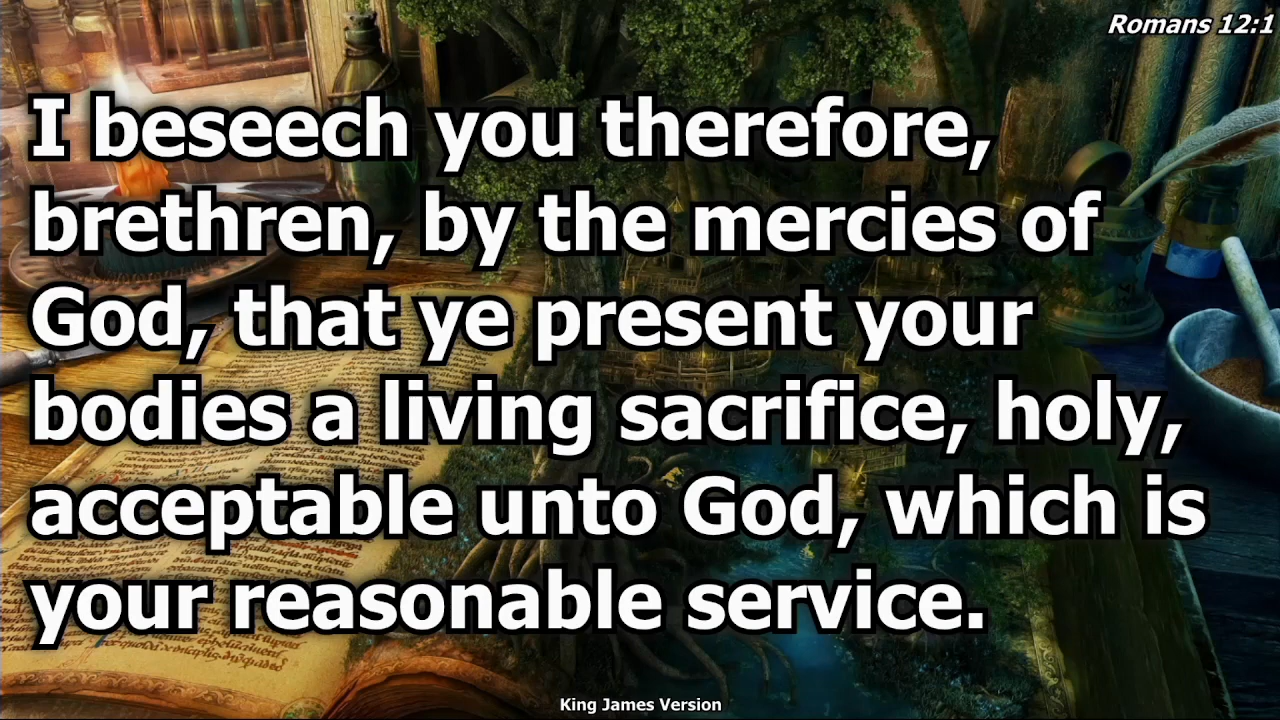 Romans 12:1
I beseech you therefore,
brethren, by the mercies of
God, that ye present your
bodies a living sacrifice, holy,
acceptable unto God, which is
your reasonable service.
King James Version